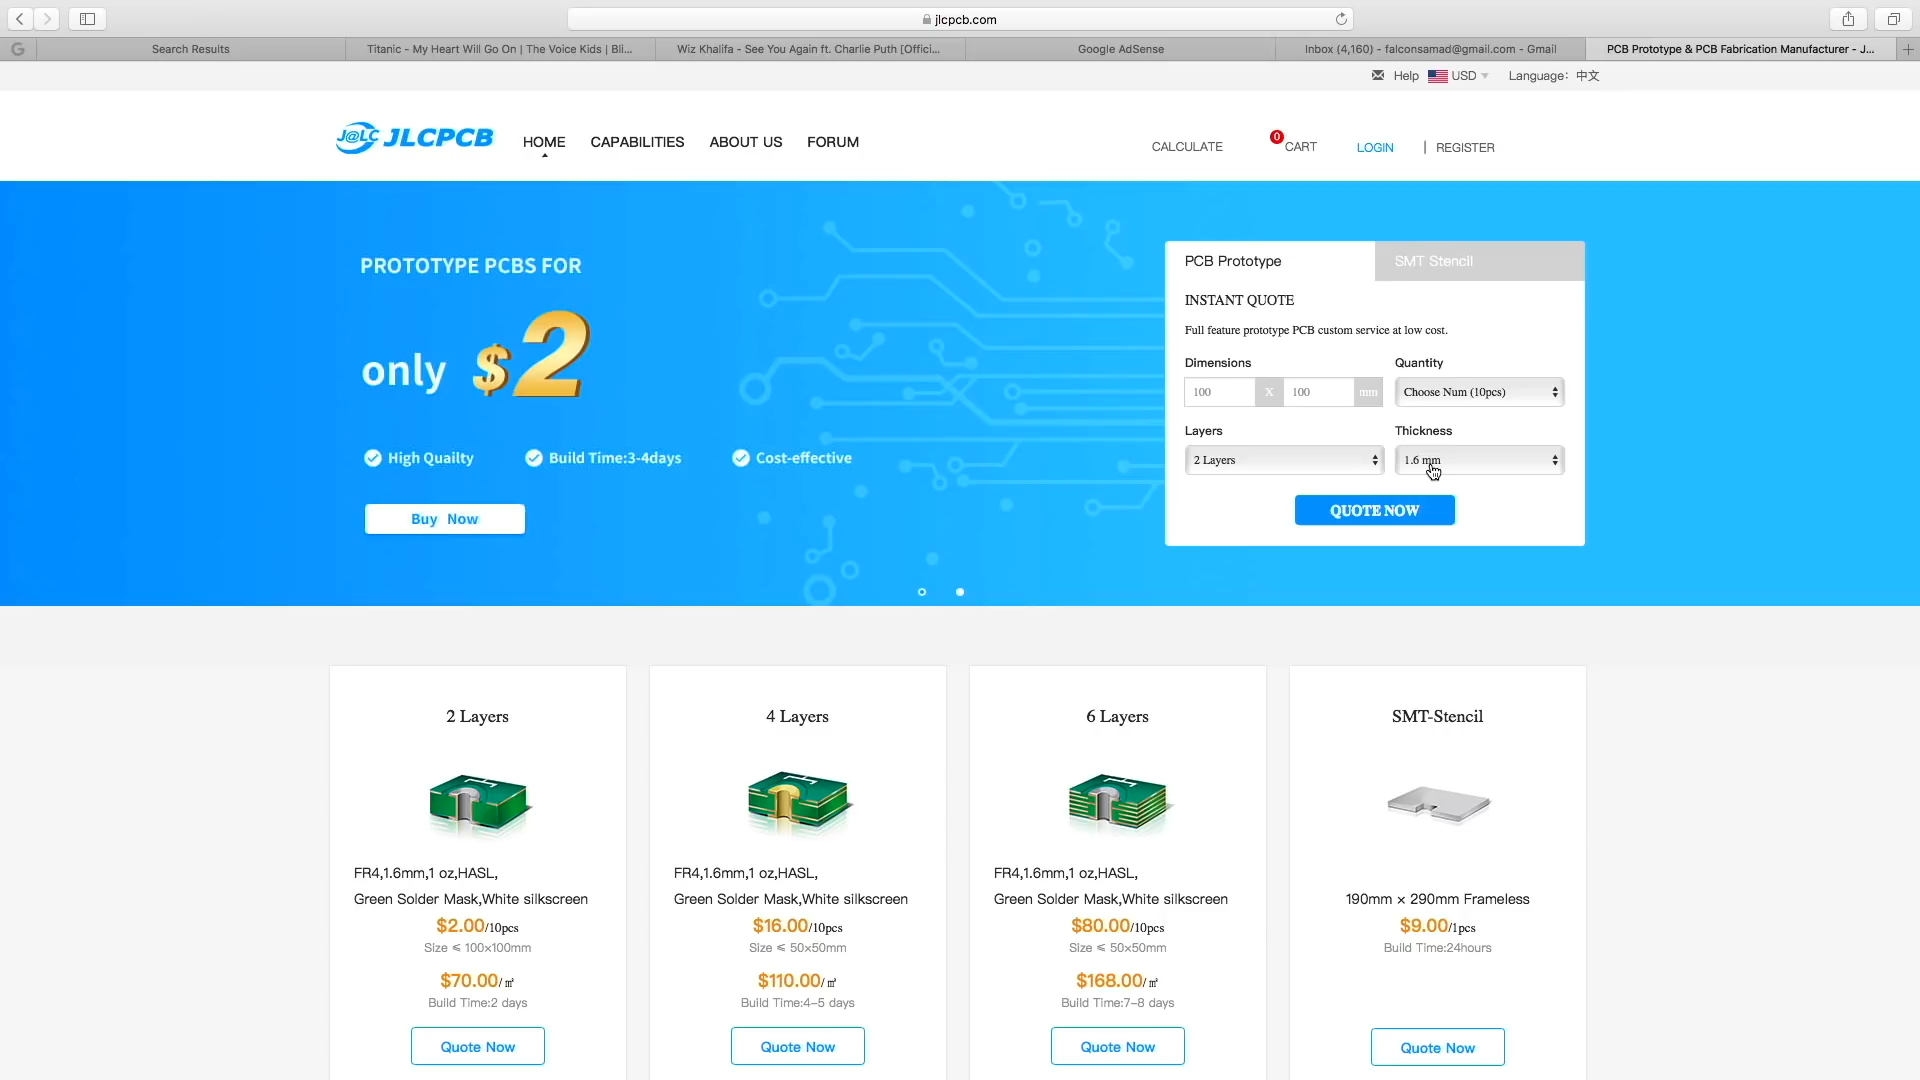 jlcpcb.com
Search Results
Titanic - My Heart Will Go On | The Voice Kids | Bli...
Wiz Khalifa - See You Again ft. Charlie Puth [Offici...
Google AdSense
Inbox (4,160) - falconsamad@gmail.com - Gmail
PCB Prototype & PCB Fabrication Manufacturer - J...
Help USD Language: 中文
J@LC JLCPCB
HOME CAPABILITIES ABOUT US FORUM
CALCULATE 0 CART LOGIN | REGISTER
PROTOTYPE PCBS FOR
only $2
High Quailty Build Time:3-4days Cost-effective
Buy Now
PCB Prototype SMT Stencil
INSTANT QUOTE
Full feature prototype PCB custom service at low cost.
Dimensions Quantity
100 X 100 mm Choose Num (10pcs)
Layers Thickness
2 Layers 1.6 mm
QUOTE NOW
2 Layers
FR4,1.6mm,1 oz,HASL,
Green Solder Mask,White silkscreen
$2.00/10pcs
Size ≤ 100×100mm
$70.00/㎡
Build Time:2 days
Quote Now
4 Layers
FR4,1.6mm,1 oz,HASL,
Green Solder Mask,White silkscreen
$16.00/10pcs
Size ≤ 50×50mm
$110.00/㎡
Build Time:4-5 days
Quote Now
6 Layers
FR4,1.6mm,1 oz,HASL,
Green Solder Mask,White silkscreen
$80.00/10pcs
Size ≤ 50×50mm
$168.00/㎡
Build Time:7-8 days
Quote Now
SMT-Stencil
190mm × 290mm Frameless
$9.00/1pcs
Build Time:24hours
Quote Now